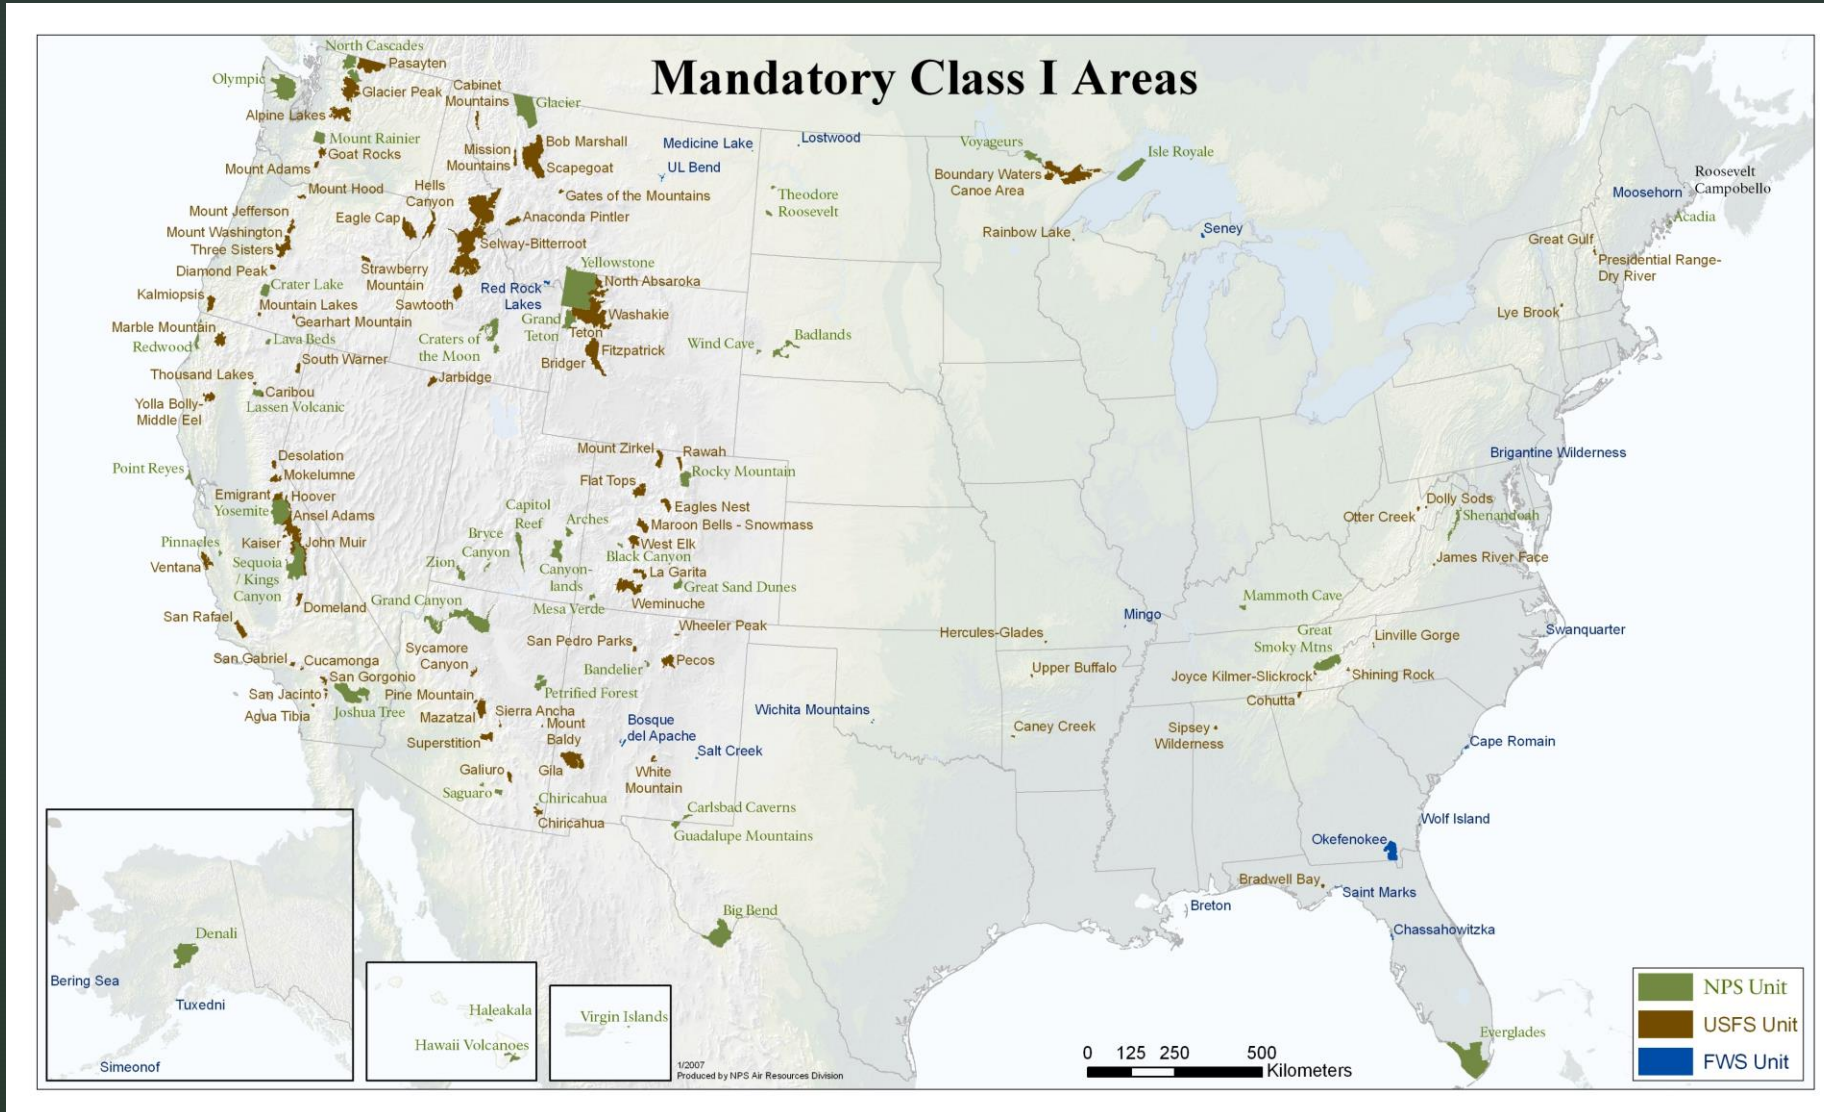 Mandatory Class I Areas
North Cascades
Pasayten
Olympic
Glacier Peak
Cabinet
Mountains
Glacier
Alpine Lakes
Mount Rainier
Goat Rocks
Mount Adams
Mission
Mountains
Bob Marshall
Scapegoat
Medicine Lake
Lostwood
UL Bend
Voyageurs
Isle Royale
Boundary Waters
Canoe Area
Roosevelt
Campobello
Moosehorn
Acadia
Mount Hood
Hells
Canyon
Gates of the Mountains
Theodore
Roosevelt
Mount Jefferson
Eagle Cap
Anaconda Pintler
Mount Washington
Three Sisters
Selway-Bitterroot
Rainbow Lake
Seney
Great Gulf
Presidential Range-
Dry River
Diamond Peak
Strawberry
Mountain
Yellowstone
North Absaroka
Crater Lake
Kalmiopsis
Mountain Lakes
Sawtooth
Red Rock
Lakes
Gearhart Mountain
Washakie
Grand
Teton
Teton
Lye Brook
Marble Mountain
Redwood
Lava Beds
Craters of
the Moon
Wind Cave
Badlands
South Warner
Fitzpatrick
Bridger
Thousand Lakes
Jarbidge
Caribou
Lassen Volcanic
Yolla Bolly-
Middle Eel
Desolation
Mokelumne
Point Reyes
Mount Zirkel
Rawah
Rocky Mountain
Flat Tops
Brigantine Wilderness
Emigrant
Hoover
Yosemite
Ansel Adams
Eagles Nest
Capitol
Reef
Arches
Maroon Bells - Snowmass
Dolly Sods
Otter Creek
Shenandoah
Pinnacles
Kaiser
John Muir
Bryce
Canyon
West Elk
Black Canyon
James River Face
Ventana
Sequoia
/ Kings
Canyon
Zion
Canyon-
lands
La Garita
Great Sand Dunes
Grand Canyon
Mesa Verde
Weminuche
Mammoth Cave
Domeland
San Rafael
Wheeler Peak
Mingo
Swanquarter
San Pedro Parks
Hercules-Glades
Great
Smoky Mtns
Linville Gorge
San Gabriel
Cucamonga
San Gorgonio
Sycamore
Canyon
Bandelier
Pecos
Upper Buffalo
Joyce Kilmer-Slickrock
Shining Rock
San Jacinto
Joshua Tree
Pine Mountain
Petrified Forest
Cohutta
Agua Tibia
Mazatzal
Sierra Ancha
Mount
Baldy
Bosque
del Apache
Wichita Mountains
Caney Creek
Sipsey
Wilderness
Superstition
Salt Creek
Cape Romain
Galiuro
Gila
White
Mountain
Saguaro
Chiricahua
Chiricahua
Carlsbad Caverns
Guadalupe Mountains
Wolf Island
Okefenokee
Bradwell Bay
Saint Marks
Breton
Big Bend
Chassahowitzka
Denali
Bering Sea
Tuxedni
Simeonof
Haleakala
Hawaii Volcanoes
Virgin Islands
Everglades
1/2007
Produced by NPS Air Resources Division
0 125 250 500
Kilometers
NPS Unit
USFS Unit
FWS Unit